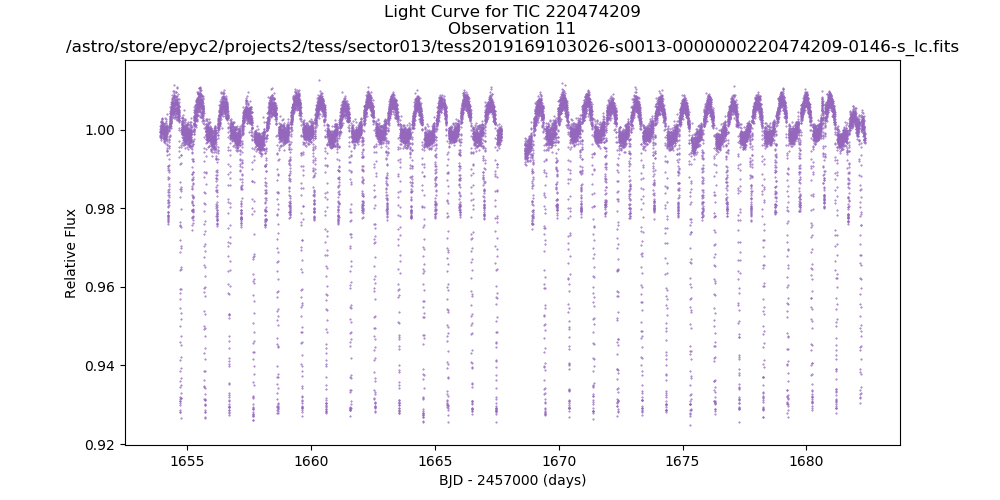 Light Curve for TIC 220474209
Observation 11
/astro/store/epyc2/projects2/tess/sector013/tess2019169103026-s0013-0000000220474209-0146-s_lc.fits
Relative Flux
1.00
0.98
0.96
0.94
0.92
1655
1660
1665
1670
1675
1680
BJD - 2457000 (days)